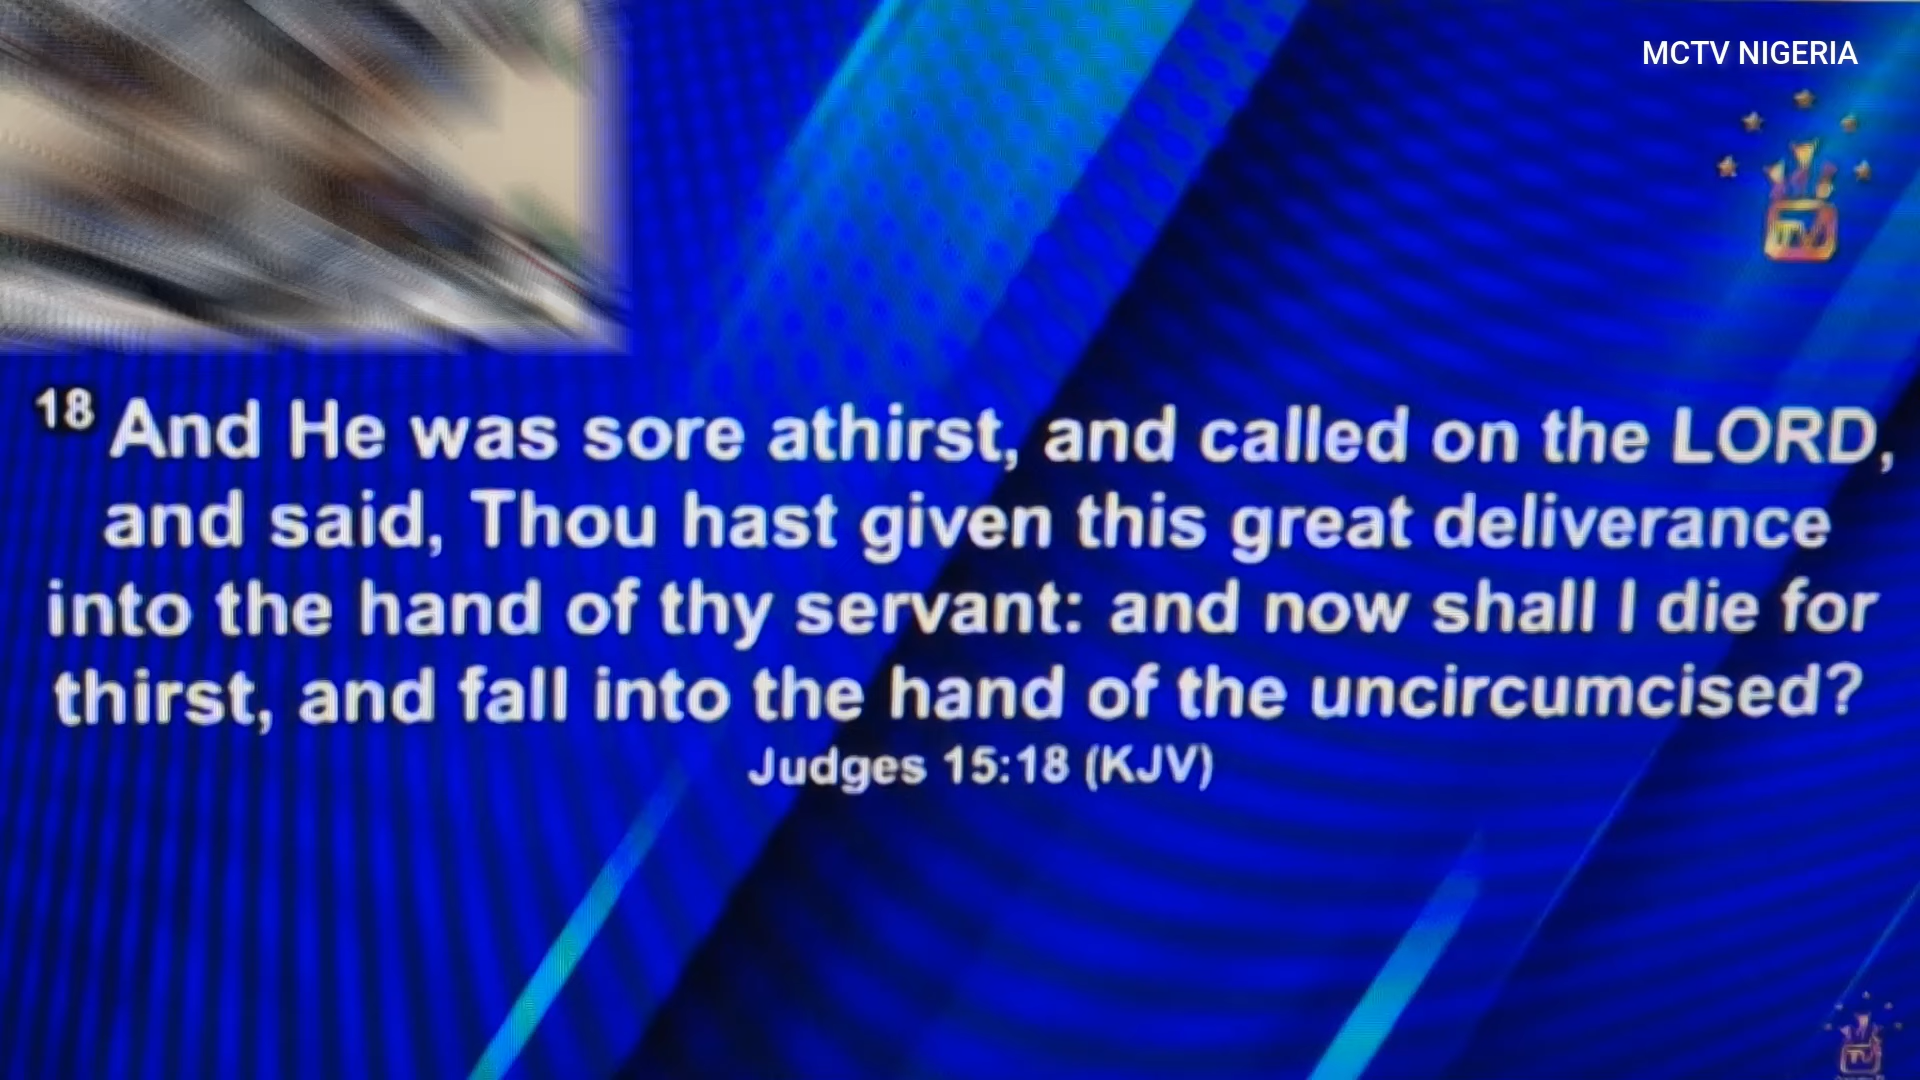 MCTV NIGERIA
TV
18 And He was sore athirst, and called on the LORD,
and said, Thou hast given this great deliverance
into the hand of thy servant: and now shall I die for
thirst, and fall into the hand of the uncircumcised?
Judges 15:18 (KJV)
TV